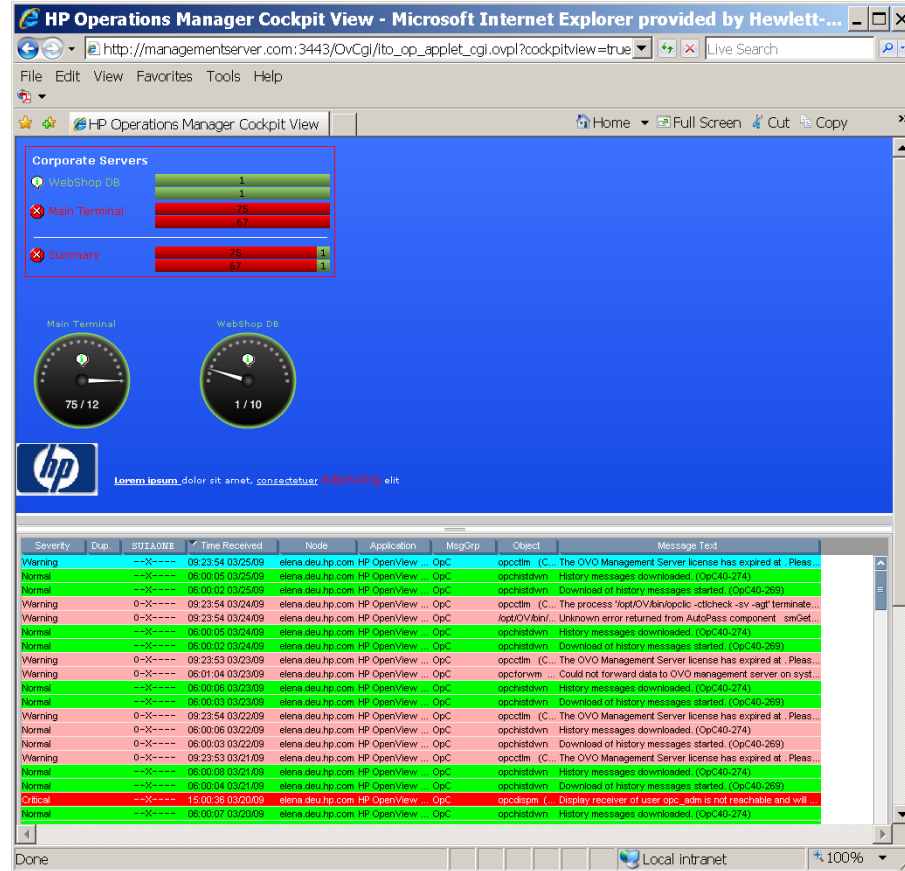 HP Operations Manager Cockpit View - Microsoft Internet Explorer provided by Hewlett-...
http://managementserver.com:3443/OvCgi/ito_op_applet_cgi.ovpl?cockpitview=true
Live Search
File Edit View Favorites Tools Help
HP Operations Manager Cockpit View
Home Full Screen Cut Copy »
Corporate Servers
WebShop DB 1
1
Main Terminal 75
67
Summary 75 1
67 1
Main Terminal WebShop DB
75 / 12 1 / 10
hp
Lorem ipsum dolor sit amet, consectetuer adipiscing elit
Severity Dup. SUIAONE Time Received Node Application MsgGrp Object Message Text
Warning --X---- 09:23:54 03/25/09 elena.deu.hp.com HP OpenView ... OpC opcctlm (C... The OVO Management Server license has expired at . Pleas...
Normal --X---- 06:00:05 03/25/09 elena.deu.hp.com HP OpenView ... OpC opchistdwn History messages downloaded. (OpC40-274)
Normal --X---- 06:00:02 03/25/09 elena.deu.hp.com HP OpenView ... OpC opchistdwn Download of history messages started. (OpC40-269)
Warning O-X---- 09:23:54 03/24/09 elena.deu.hp.com HP OpenView ... OpC opcctlm (C... The process '/opt/OV/bin/opclic -ctlcheck -sv -agt' terminate...
Warning O-X---- 09:23:54 03/24/09 elena.deu.hp.com HP OpenView ... OpC /opt/OV/bin/... Unknown error returned from AutoPass component smGet...
Normal --X---- 06:00:05 03/24/09 elena.deu.hp.com HP OpenView ... OpC opchistdwn History messages downloaded. (OpC40-274)
Normal --X---- 06:00:02 03/24/09 elena.deu.hp.com HP OpenView ... OpC opchistdwn Download of history messages started. (OpC40-269)
Warning O-X---- 09:23:53 03/23/09 elena.deu.hp.com HP OpenView ... OpC opcctlm (C... The OVO Management Server license has expired at . Pleas...
Warning O-X---- 06:01:04 03/23/09 elena.deu.hp.com HP OpenView ... OpC opcforwm ... Could not forward data to OVO management server on syst...
Normal --X---- 06:00:06 03/23/09 elena.deu.hp.com HP OpenView ... OpC opchistdwn History messages downloaded. (OpC40-274)
Normal --X---- 06:00:03 03/23/09 elena.deu.hp.com HP OpenView ... OpC opchistdwn Download of history messages started. (OpC40-269)
Warning O-X---- 09:23:54 03/22/09 elena.deu.hp.com HP OpenView ... OpC opcctlm (C... The OVO Management Server license has expired at . Pleas...
Normal O-X---- 06:00:06 03/22/09 elena.deu.hp.com HP OpenView ... OpC opchistdwn History messages downloaded. (OpC40-274)
Normal O-X---- 06:00:03 03/22/09 elena.deu.hp.com HP OpenView ... OpC opchistdwn Download of history messages started. (OpC40-269)
Warning O-X---- 09:23:53 03/21/09 elena.deu.hp.com HP OpenView ... OpC opcctlm (C... The OVO Management Server license has expired at . Pleas...
Normal --X---- 06:00:08 03/21/09 elena.deu.hp.com HP OpenView ... OpC opchistdwn History messages downloaded. (OpC40-274)
Normal --X---- 06:00:04 03/21/09 elena.deu.hp.com HP OpenView ... OpC opchistdwn Download of history messages started. (OpC40-269)
Critical --X---- 15:00:36 03/20/09 elena.deu.hp.com HP OpenView ... OpC opcdispm (... Display receiver of user opc_adm is not reachable and will ...
Normal --X---- 06:00:07 03/20/09 elena.deu.hp.com HP OpenView ... OpC opchistdwn History messages downloaded. (OpC40-274)
Done Local intranet 100%